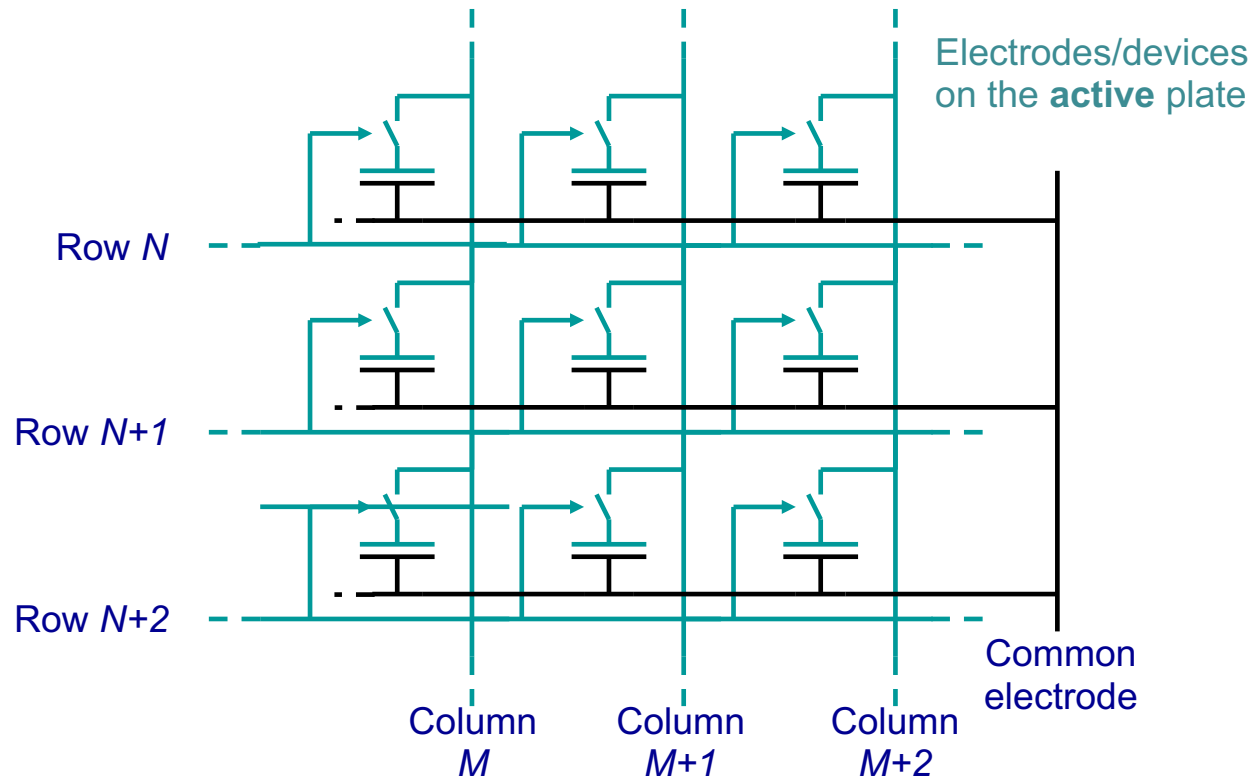 Electrodes/devices
on the active plate
Row N
Row N+1
Row N+2
Common
electrode
Column
M
Column
M+1
Column
M+2